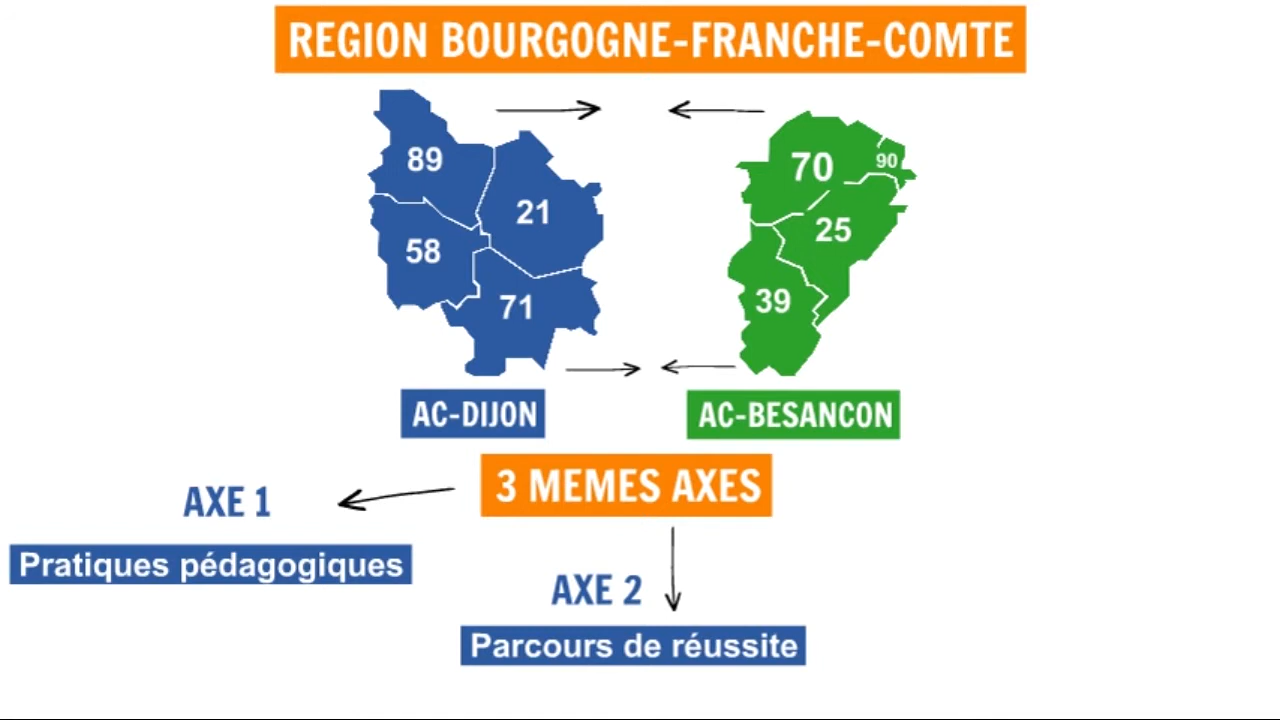 REGION BOURGOGNE-FRANCHE-COMTE
89
21
58
71
70
90
25
39
AC-DIJON
AC-BESANCON
3 MEMES AXES
AXE 1
Pratiques pédagogiques
AXE 2
Parcours de réussite